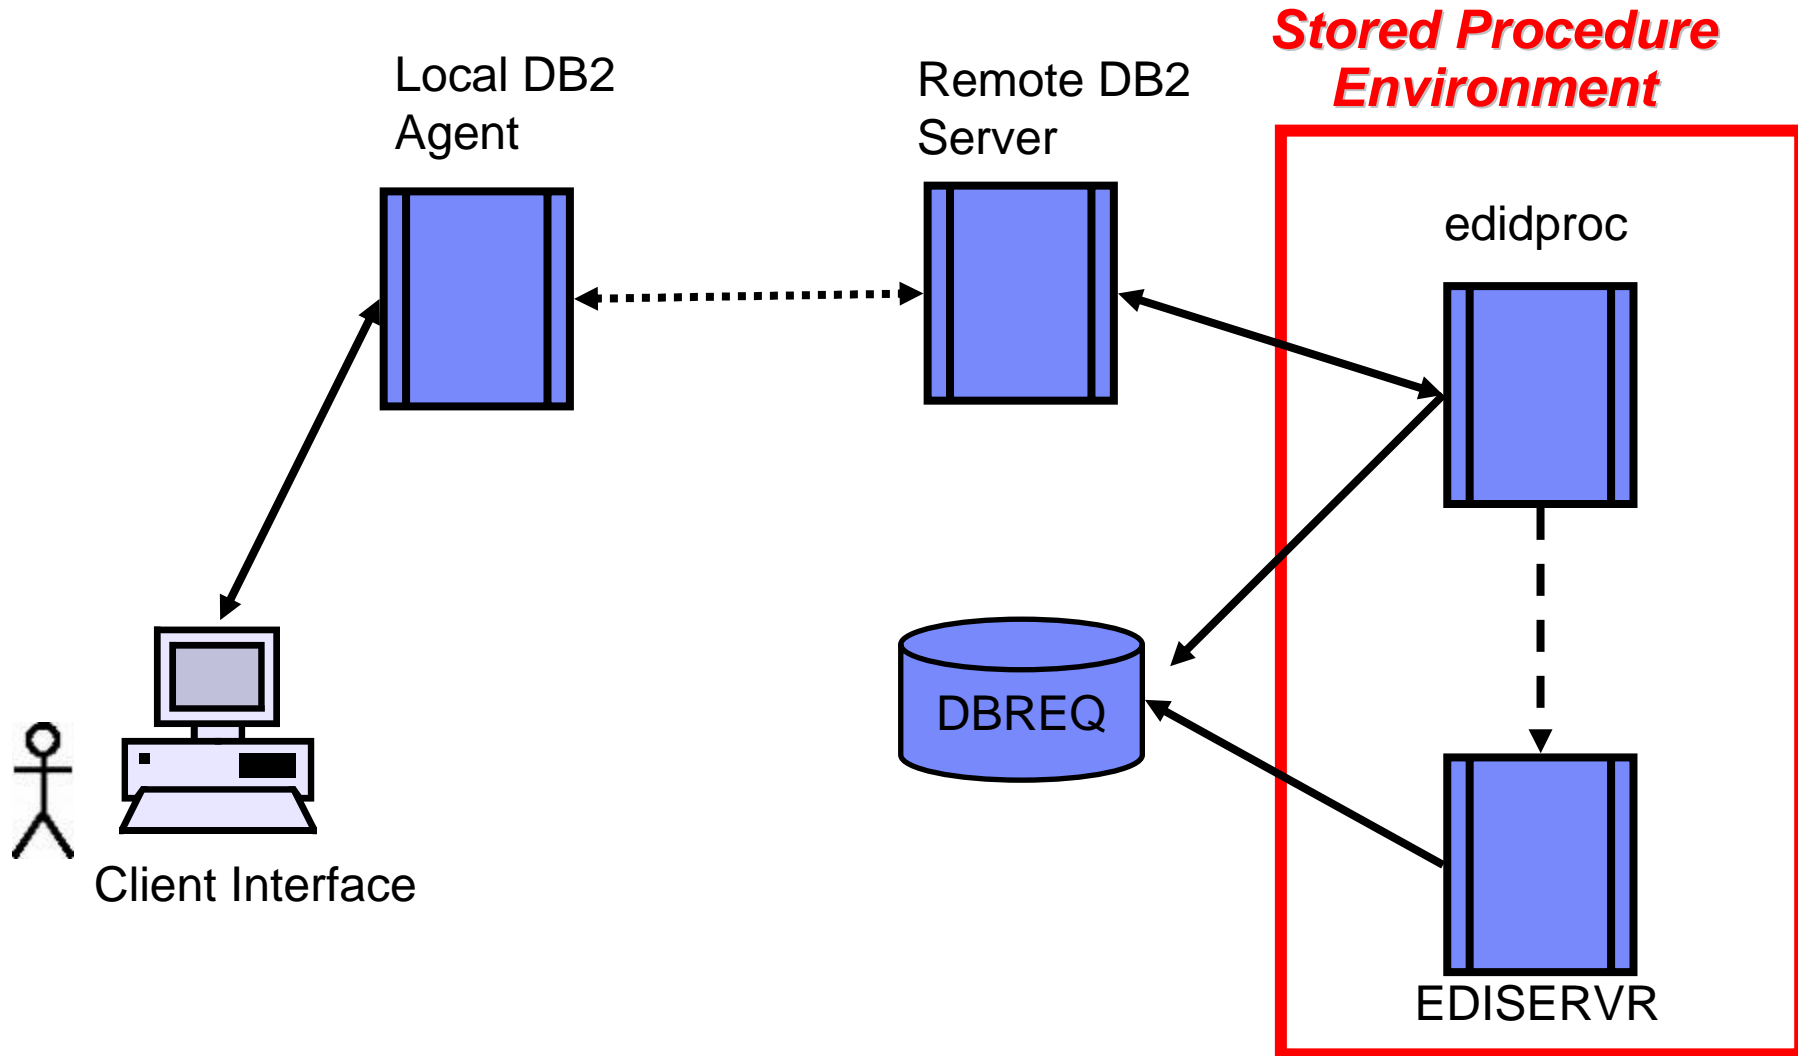 Stored Procedure
Environment
Local DB2
Agent
Remote DB2
Server
edidproc
DBREQ
Client Interface
EDISERVR